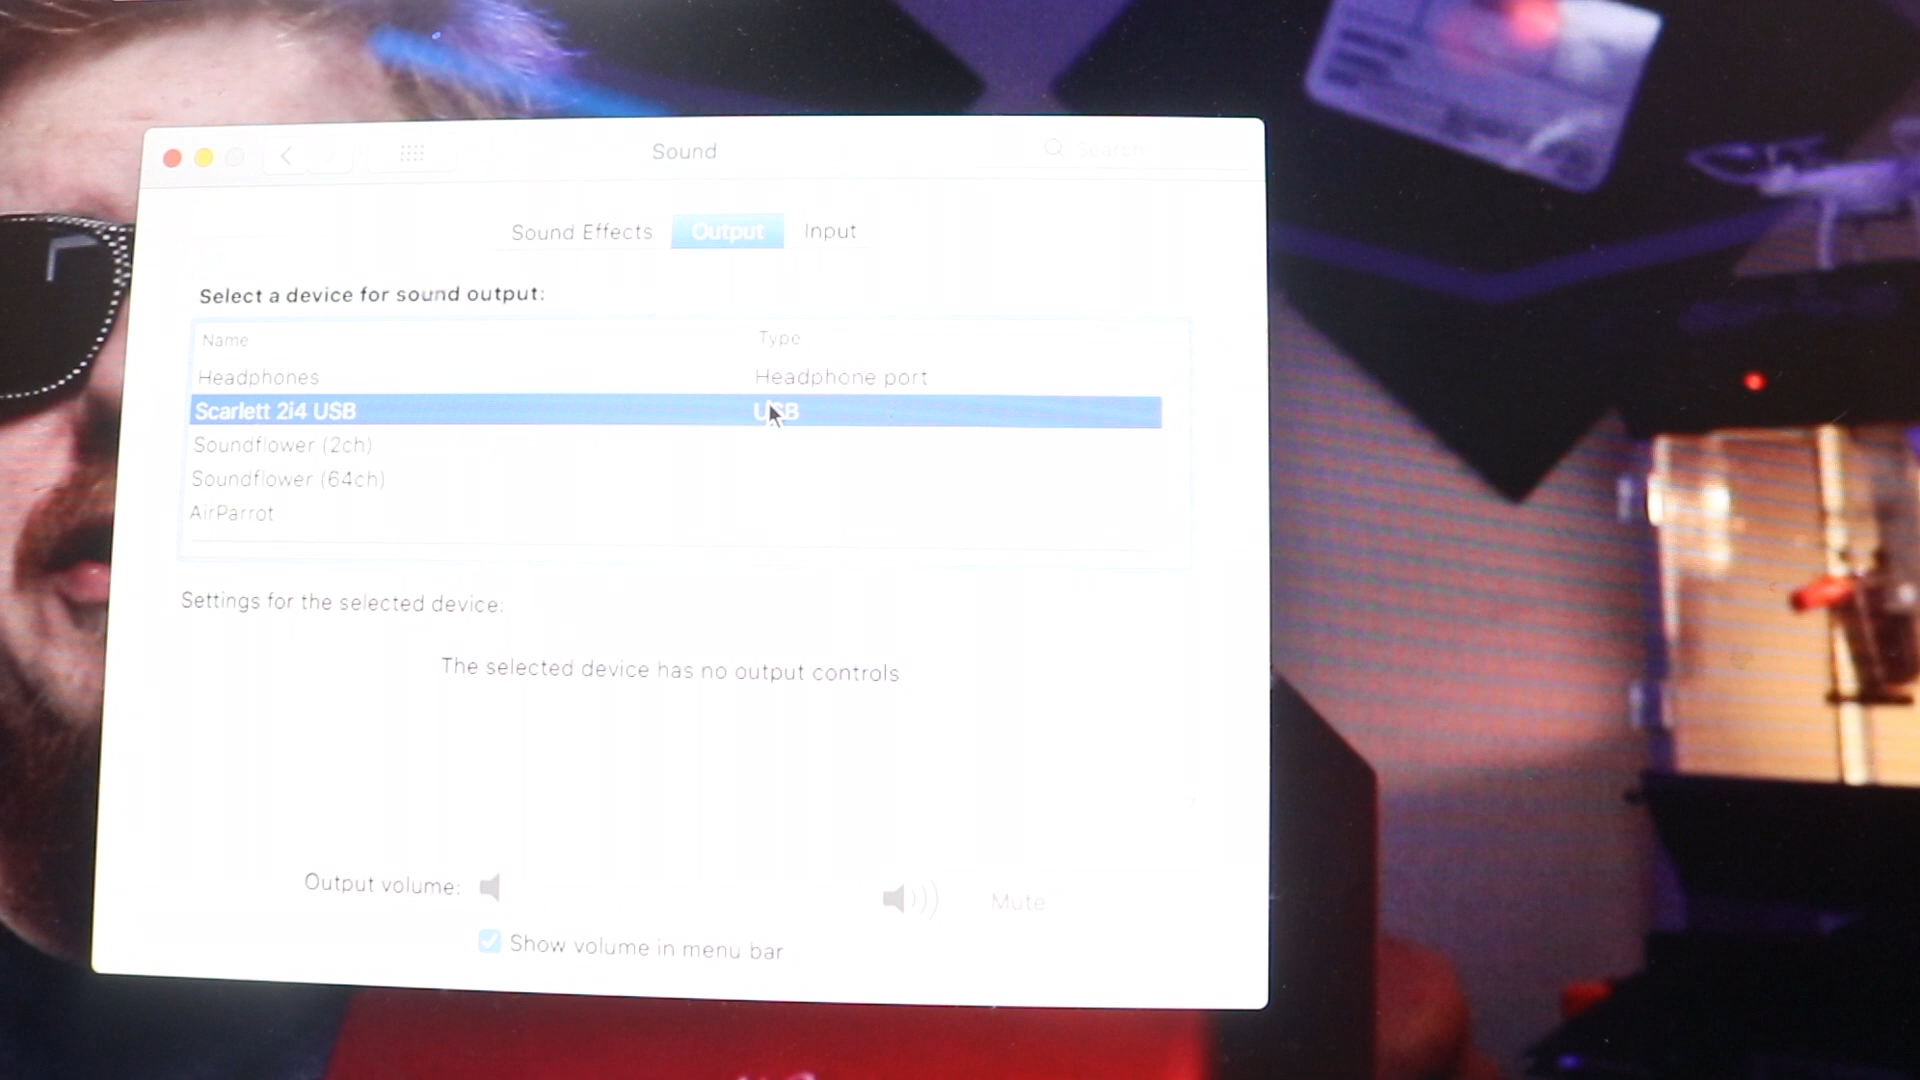 Sound
Search
Sound Effects Output Input
Select a device for sound output:
Name Type
Headphones Headphone port
Scarlett 2i4 USB USB
Soundflower (2ch)
Soundflower (64ch)
AirParrot
Settings for the selected device:
The selected device has no output controls
Output volume: Mute
Show volume in menu bar